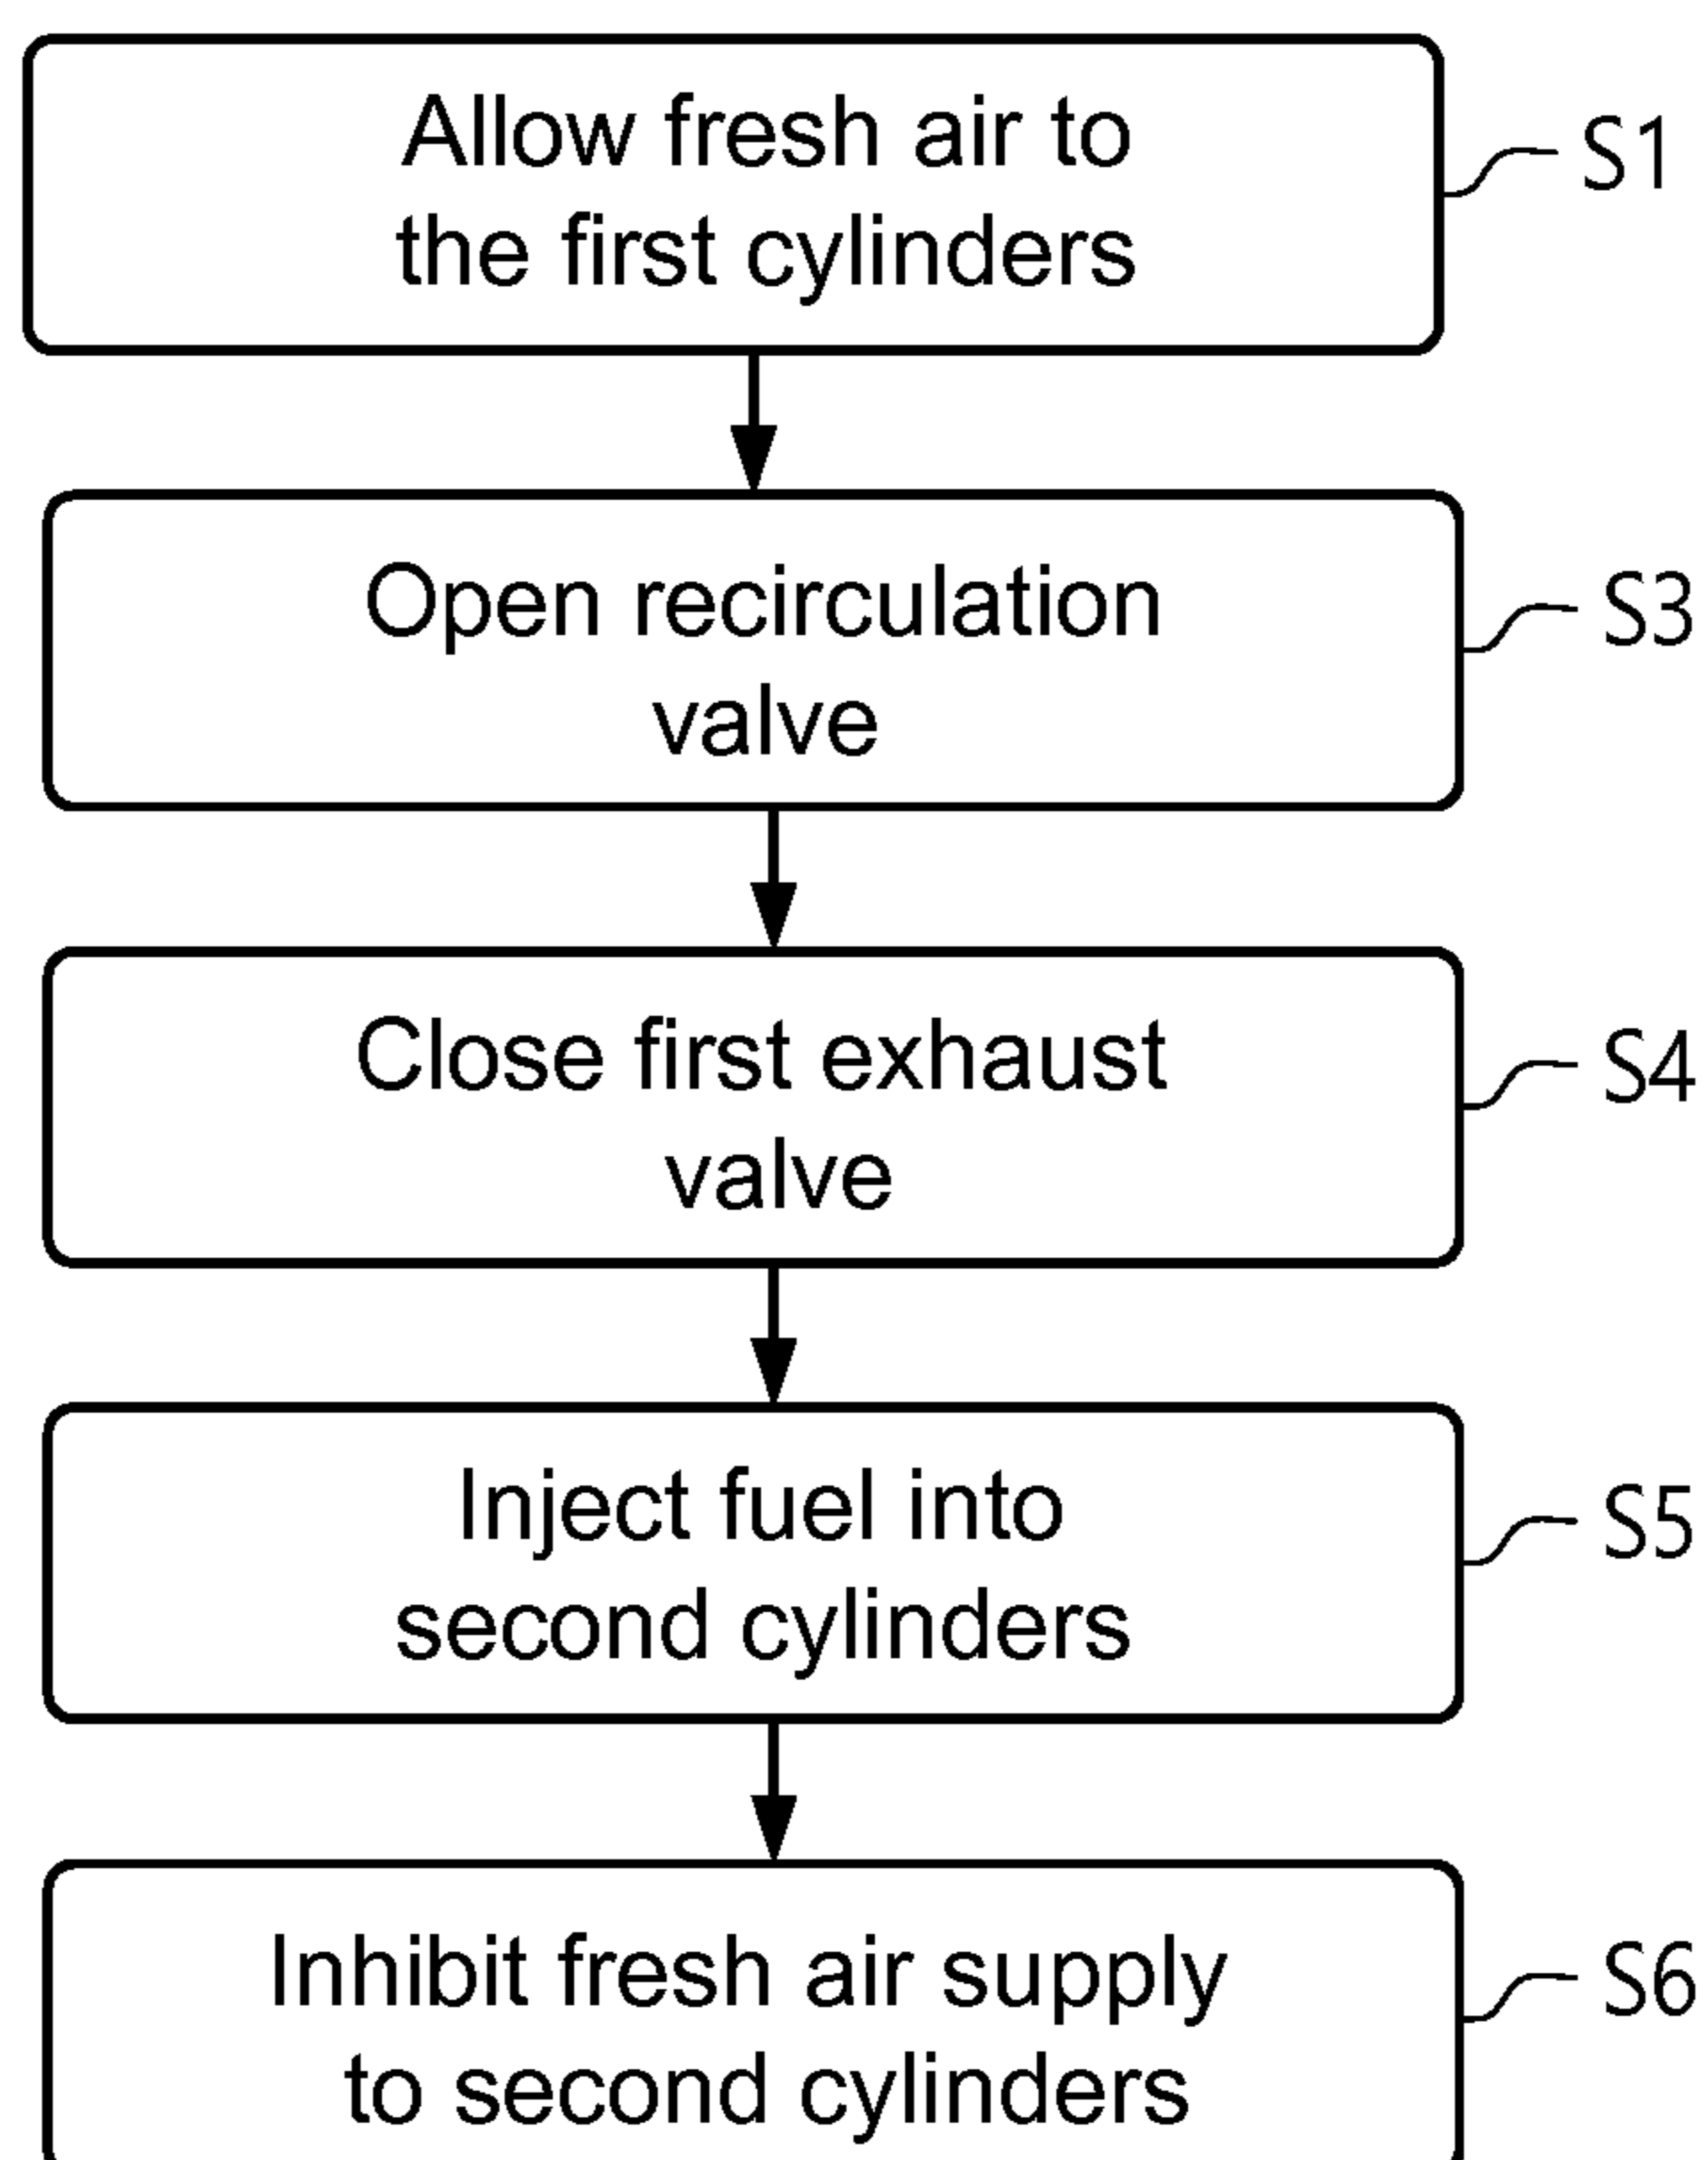 Allow fresh air to
the first cylinders
S1
Open recirculation
valve
S3
Close first exhaust
valve
S4
Inject fuel into
second cylinders
S5
Inhibit fresh air supply
to second cylinders
S6